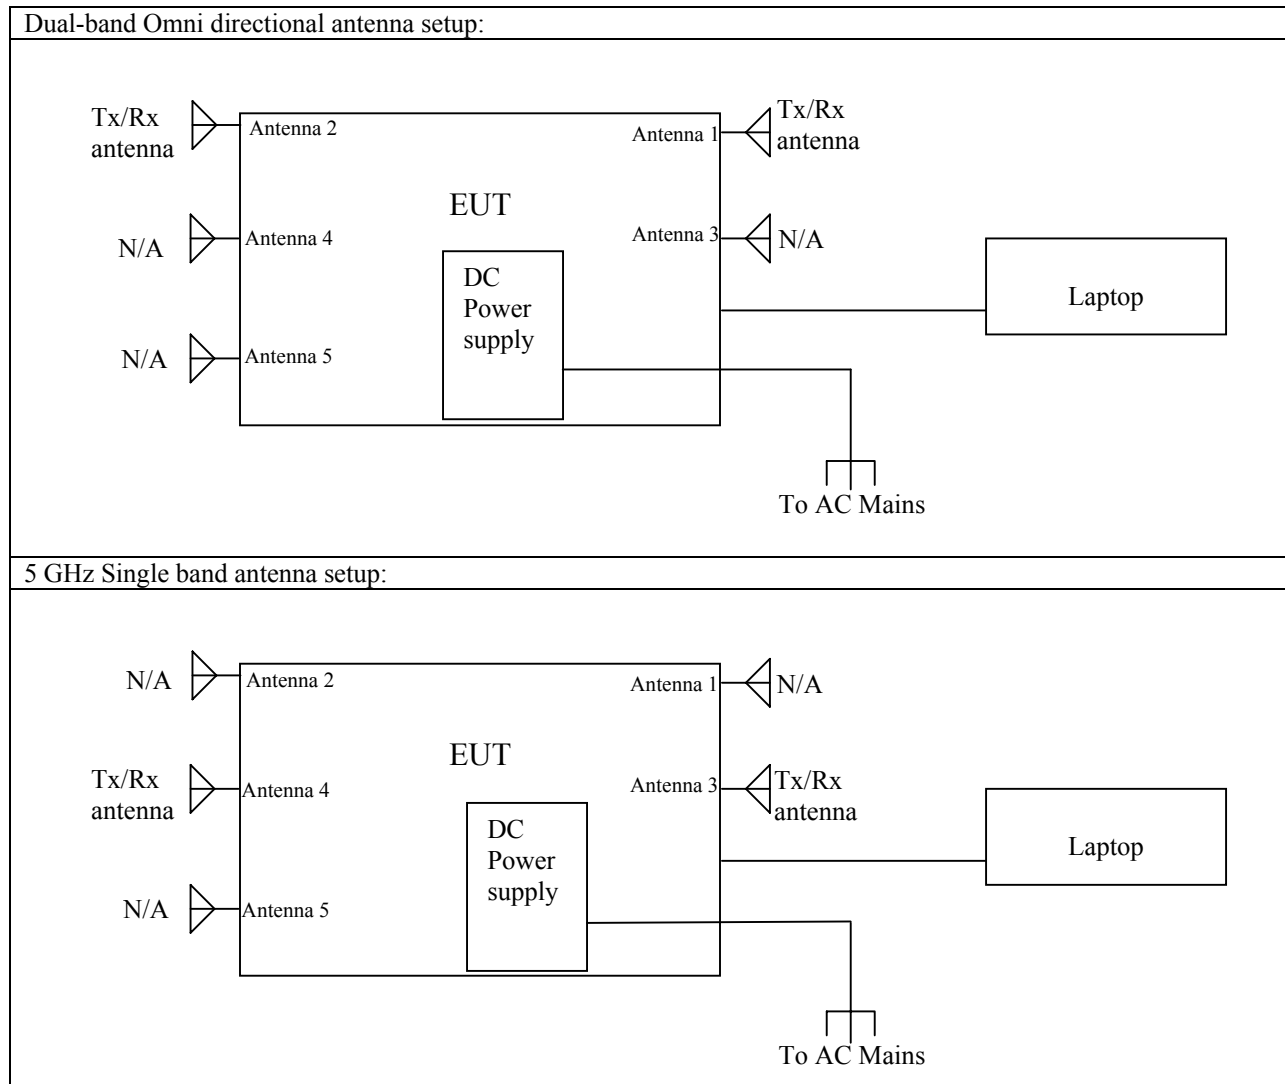 Dual-band Omni directional antenna setup:
Tx/Rx
antenna
Antenna 2
Antenna 1
Tx/Rx
antenna
EUT
N/A
Antenna 4
Antenna 3
N/A
DC
Power
supply
Laptop
N/A
Antenna 5
To AC Mains
5 GHz Single band antenna setup:
N/A
Antenna 2
Antenna 1
N/A
EUT
Tx/Rx
antenna
Antenna 4
Antenna 3
Tx/Rx
antenna
DC
Power
supply
Laptop
N/A
Antenna 5
To AC Mains